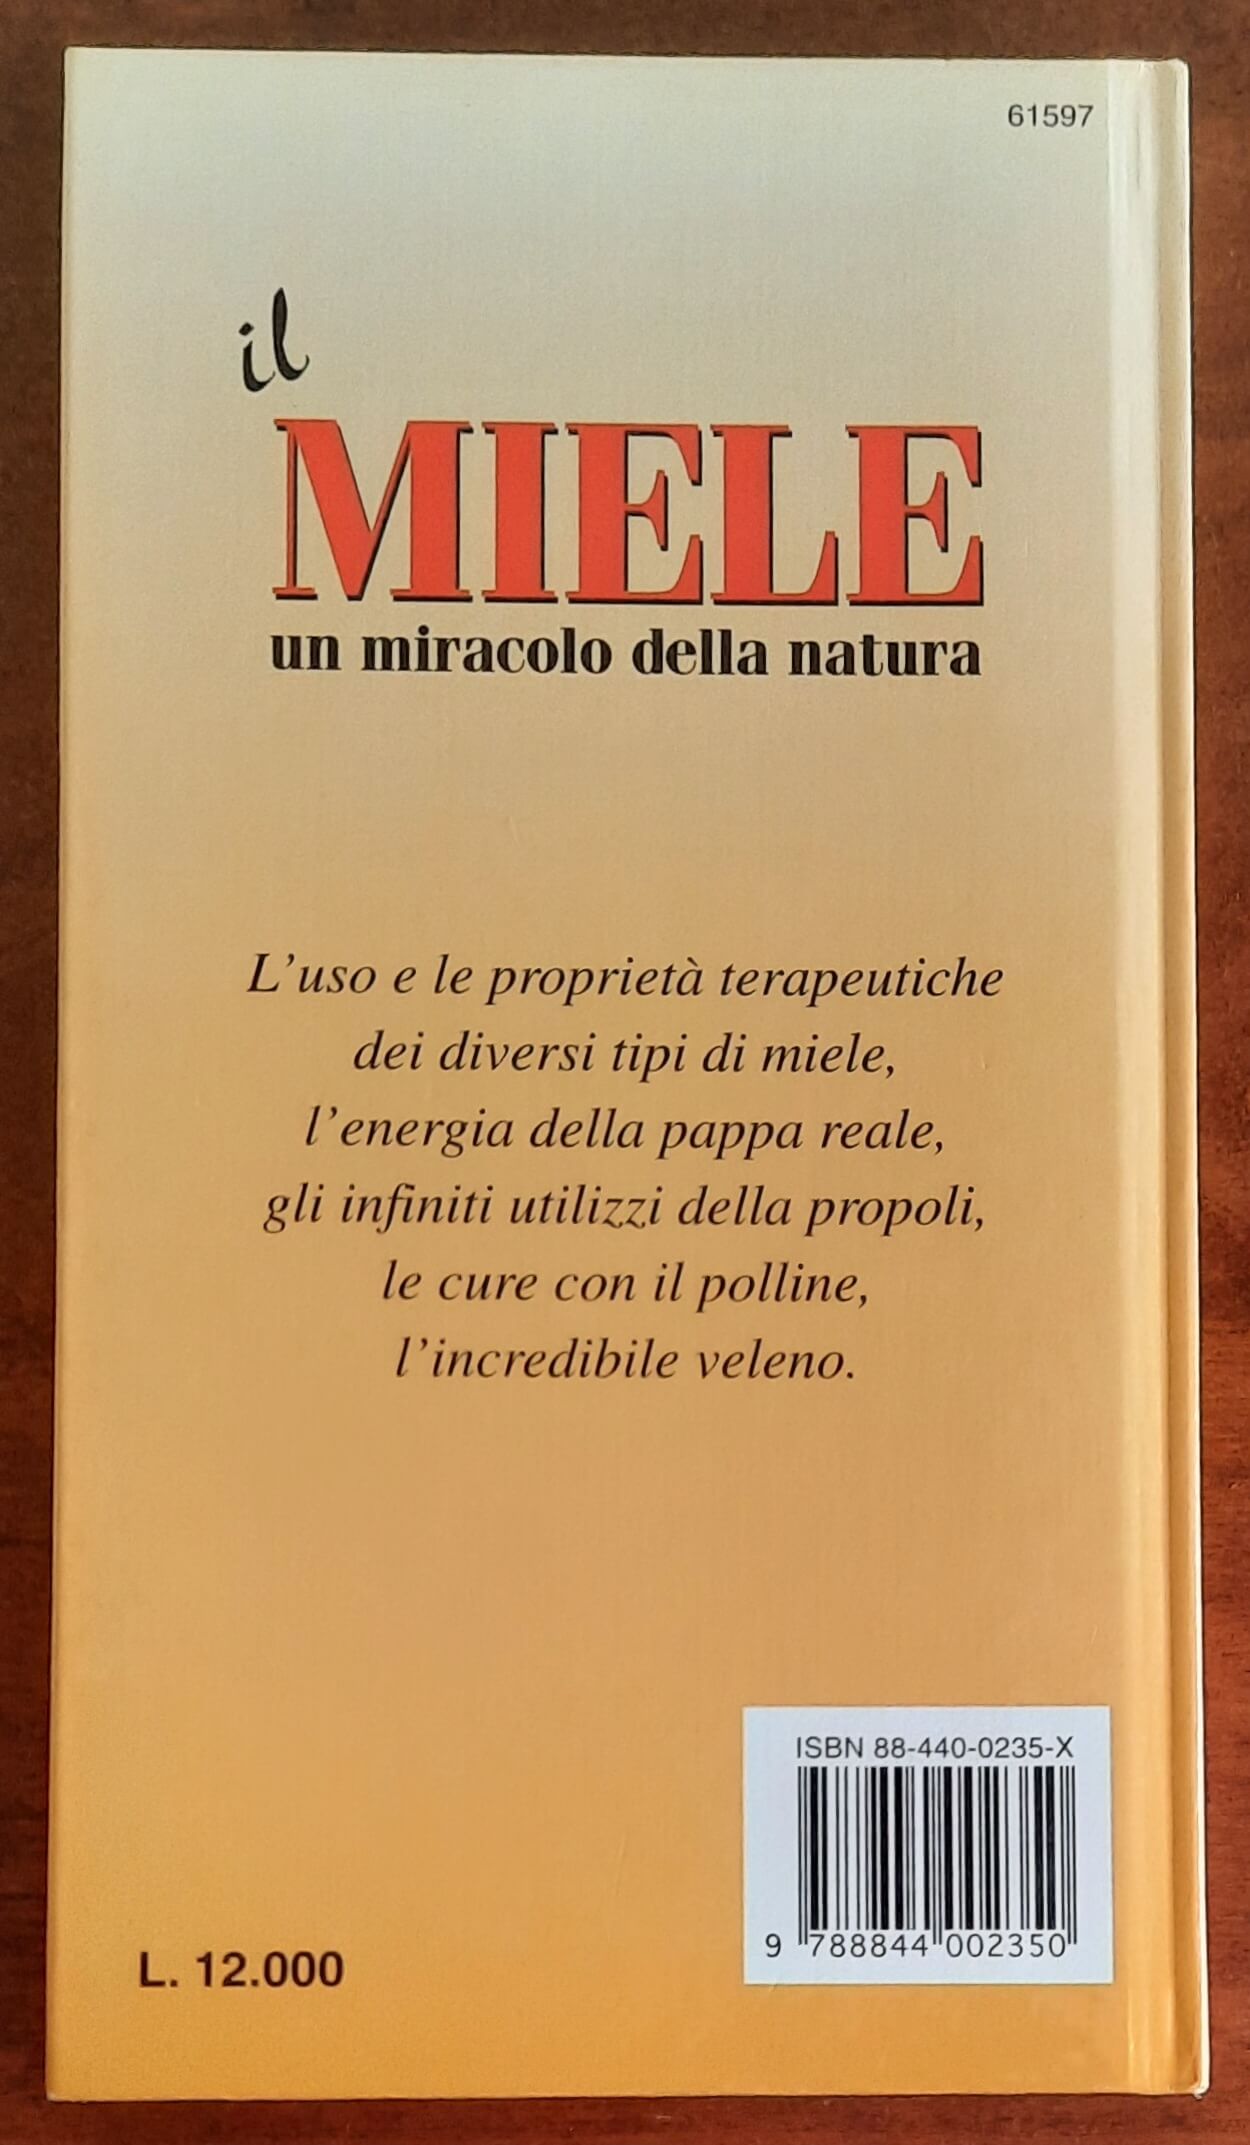 61597
il
MIELE
un miracolo della natura
L'uso e le proprietà terapeutiche
dei diversi tipi di miele,
l'energia della pappa reale,
gli infiniti utilizzi della propoli,
le cure con il polline,
l'incredibile veleno.
ISBN 88-440-0235-X
9 788844 002350
L. 12.000